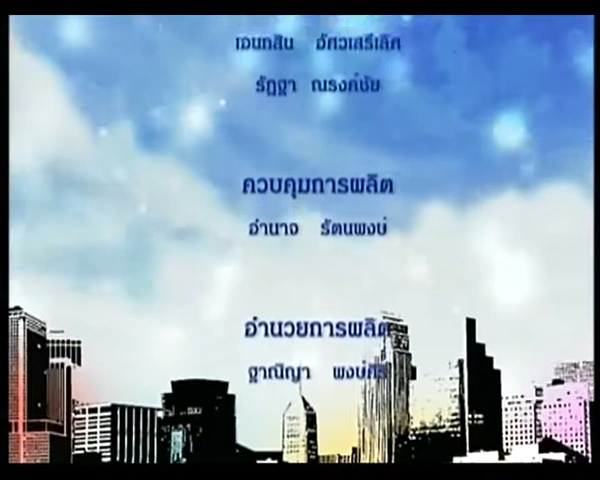 เอนกสิน อัศวเสรีเลิศ
รัฏฐา ณรงค์ชัย
ควบคุมการผลิต
อำนาจ รัตนพงษ์
อำนวยการผลิต
ฐาณิญา พงษ์ศิริ